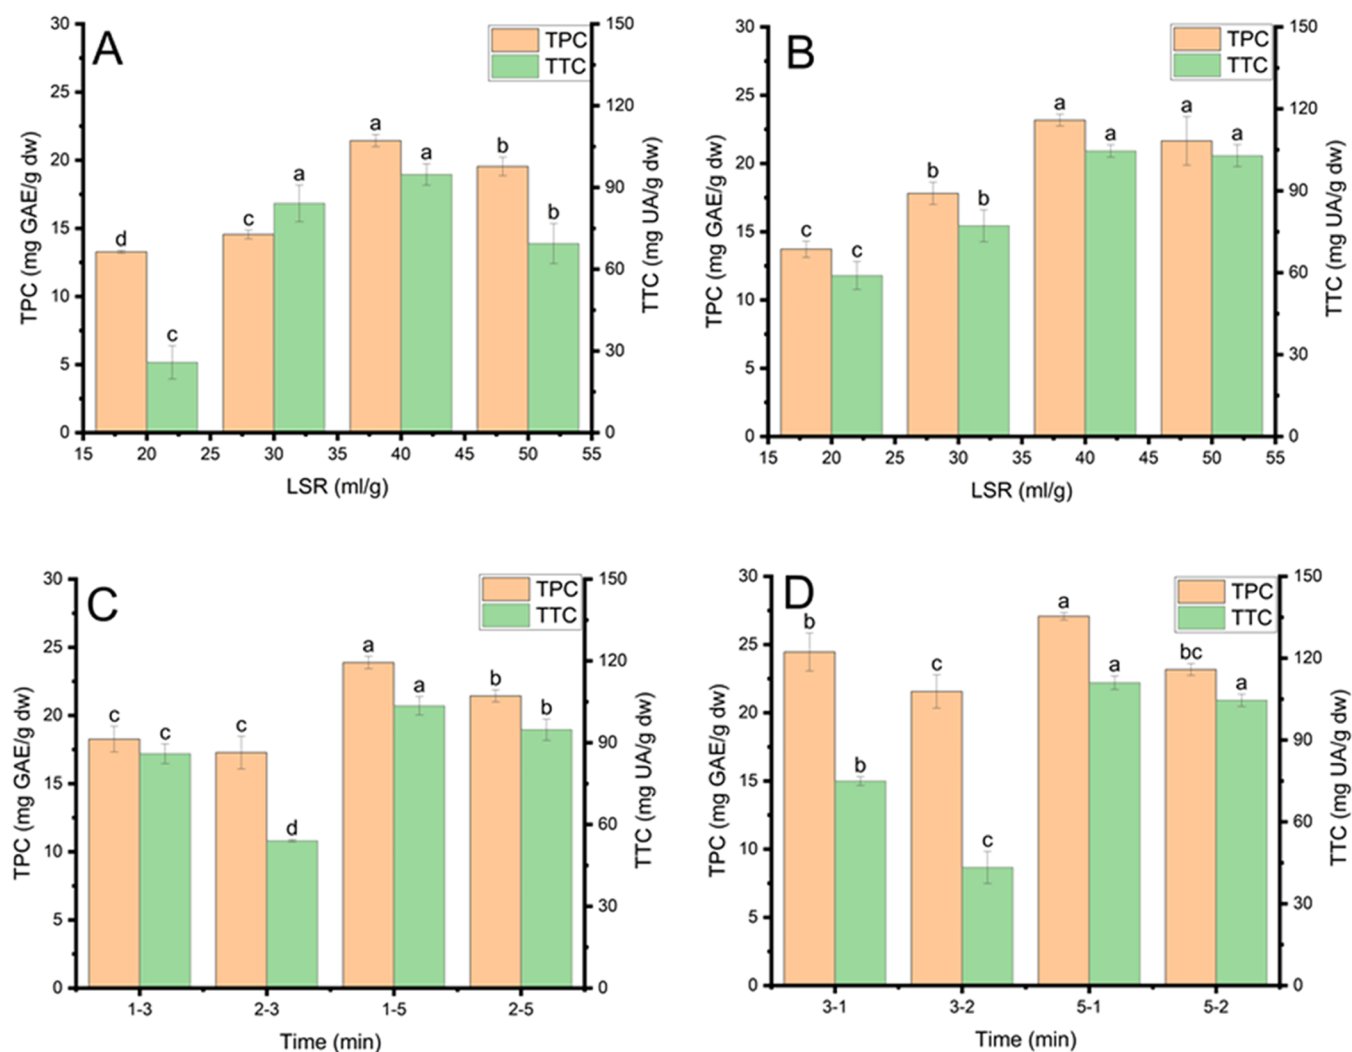 A
TPC
TTC
30
25
20
15
10
5
0
TPC (mg GAE/g dw)
150
120
90
60
30
0
TTC (mg UA/g dw)
d
c
c
a
a
a
b
b
15 20 25 30 35 40 45 50 55
LSR (ml/g)
B
TPC
TTC
30
25
20
15
10
5
0
TPC (mg GAE/g dw)
150
120
90
60
30
0
TTC (mg UA/g dw)
c
c
b
b
a
a
a
a
15 20 25 30 35 40 45 50 55
LSR (ml/g)
C
TPC
TTC
30
25
20
15
10
5
0
TPC (mg GAE/g dw)
150
120
90
60
30
0
TTC (mg UA/g dw)
c
c
c
d
a
a
b
b
1-3 2-3 1-5 2-5
Time (min)
D
TPC
TTC
30
25
20
15
10
5
0
TPC (mg GAE/g dw)
150
120
90
60
30
0
TTC (mg UA/g dw)
b
b
c
c
a
a
bc
a
3-1 3-2 5-1 5-2
Time (min)